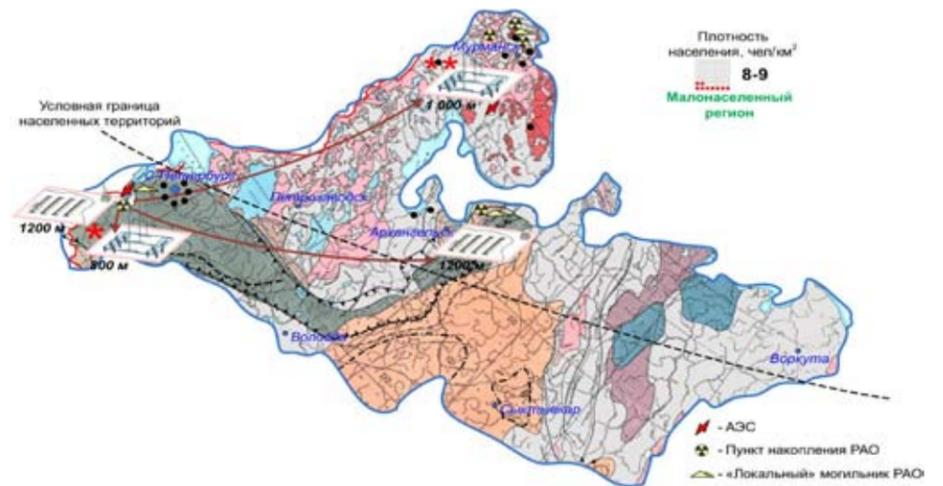 Мурманск
Плотность
населения, чел/км²
8-9
Малонаселенный
регион
1 000 м
Условная граница
населенных территорий
С-Петербург
Петрозаводск
1200 м
Архангельск
800 м
1200 м
Вологда
Воркута
Сыктывкар
- АЭС
- Пункт накопления РАО
- «Локальный» могильник РАО